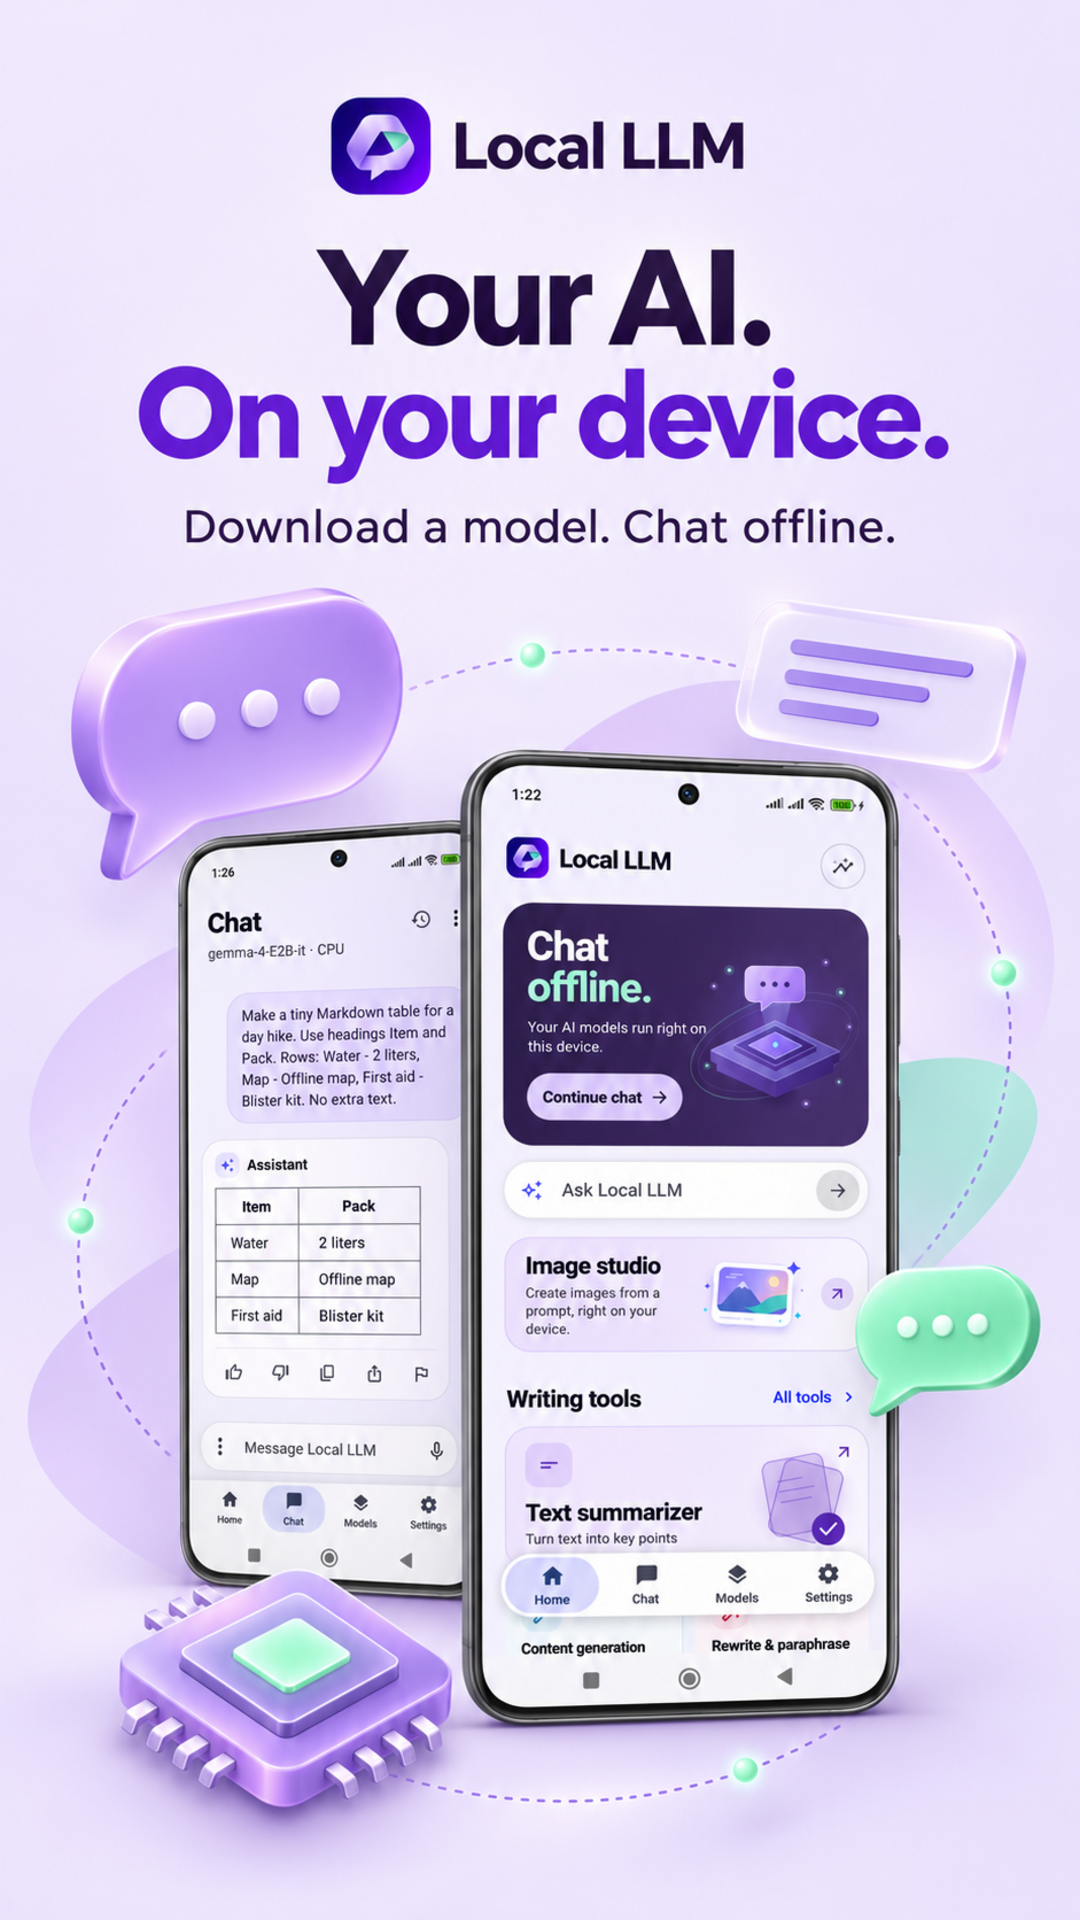 Local LLM
Your AI.
On your device.
Download a model. Chat offline.
1:26
Chat
gemma-4-E2B-it · CPU
Make a tiny Markdown table for a
day hike. Use headings Item and
Pack. Rows: Water - 2 liters,
Map - Offline map, First aid -
Blister kit. No extra text.
Assistant
Item Pack
Water 2 liters
Map Offline map
First aid Blister kit
Message Local LLM
Home Chat Models Settings
1:22
100
Local LLM
Chat
offline.
Your AI models run right on
this device.
Continue chat
Ask Local LLM
Image studio
Create images from a
prompt, right on your
device.
Writing tools
All tools
Text summarizer
Turn text into key points
Home Chat Models Settings
Content generation
Rewrite & paraphrase